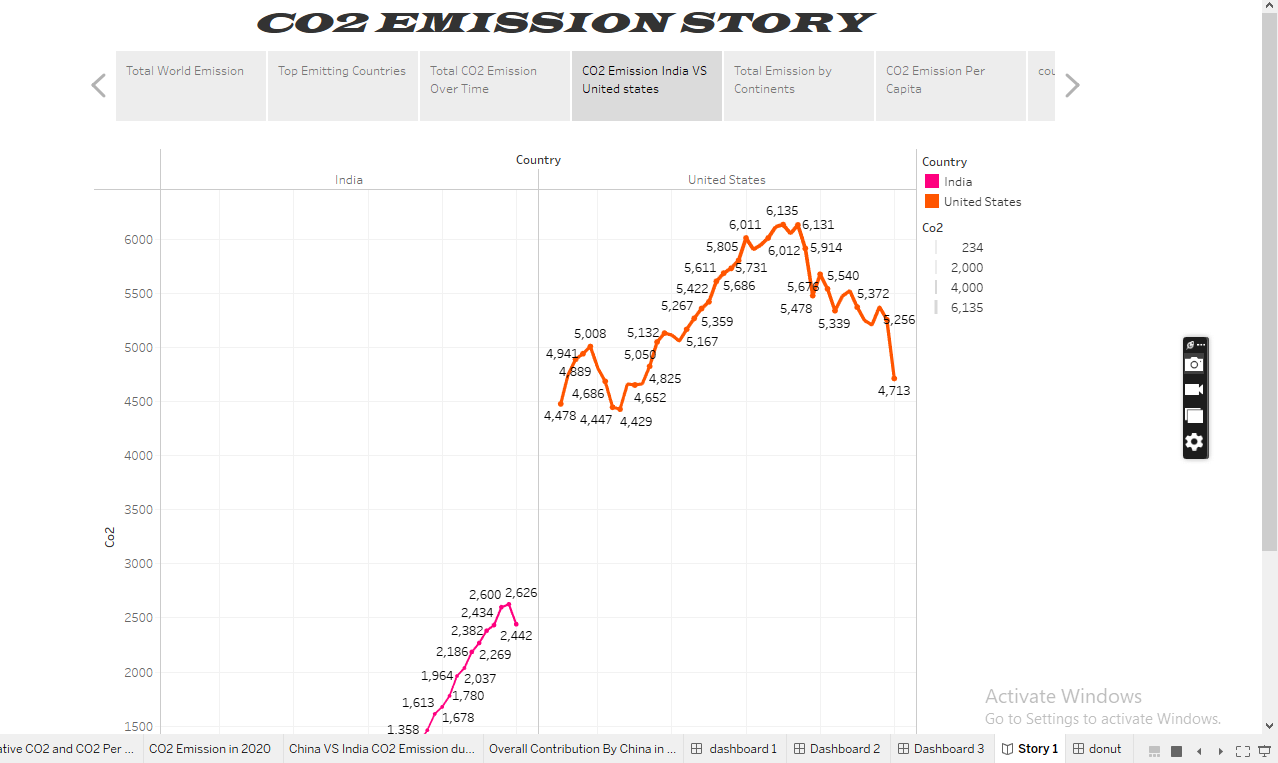 CO2 EMISSION STORY
Total World Emission
Top Emitting Countries
Total CO2 Emission
Over Time
CO2 Emission India VS
United states
Total Emission by
Continents
CO2 Emission Per
Capita
cou
Country
India
United States
Country
India
United States
Co2
234
2,000
4,000
6,135
Co2
6000
5500
5000
4500
4000
3500
3000
2500
2000
1500
6,135
6,011
6,131
5,805
6,012
5,914
5,611
5,731
5,676
5,540
5,422
5,686
5,372
5,267
5,478
5,359
5,339
5,256
5,008
5,132
5,167
4,941
5,050
4,889
4,825
4,686
4,652
4,713
4,478
4,447
4,429
2,600
2,626
2,434
2,382
2,442
2,186
2,269
1,964
2,037
1,780
1,613
1,678
1,358
Activate Windows
Go to Settings to activate Windows.
ative CO2 and CO2 Per ...
CO2 Emission in 2020
China VS India CO2 Emission du...
Overall Contribution By China in ...
dashboard 1
Dashboard 2
Dashboard 3
Story 1
donut